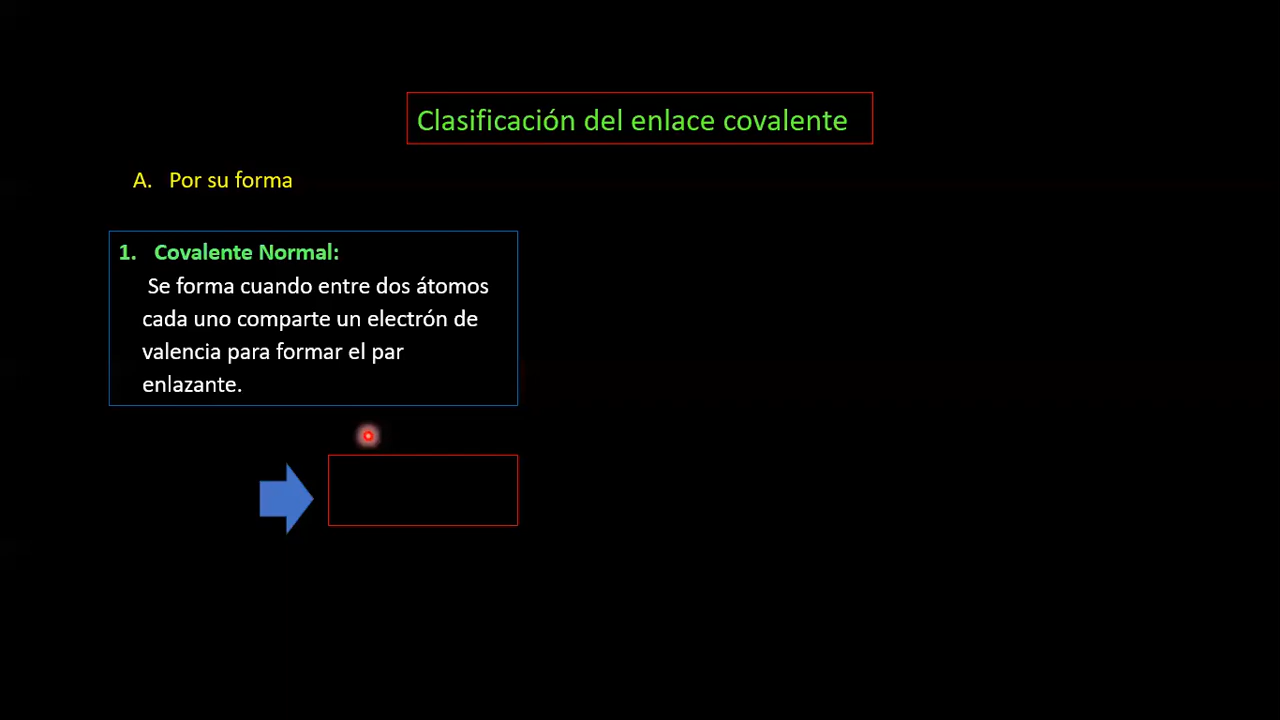 Clasificación del enlace covalente
A. Por su forma
1. Covalente Normal:
Se forma cuando entre dos átomos
cada uno comparte un electrón de
valencia para formar el par
enlazante.